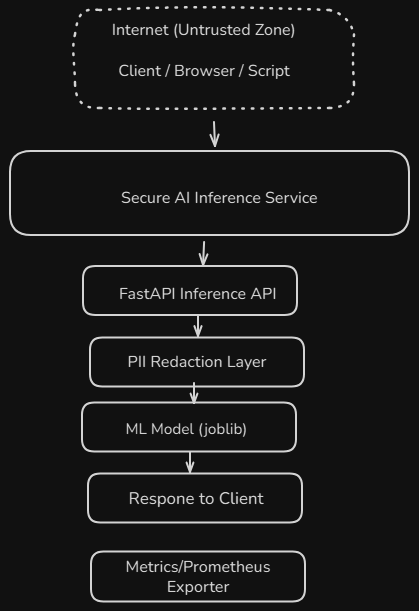 Internet (Untrusted Zone)
Client / Browser / Script
Secure AI Inference Service
FastAPI Inference API
PII Redaction Layer
ML Model (joblib)
Respone to Client
Metrics/Prometheus
Exporter